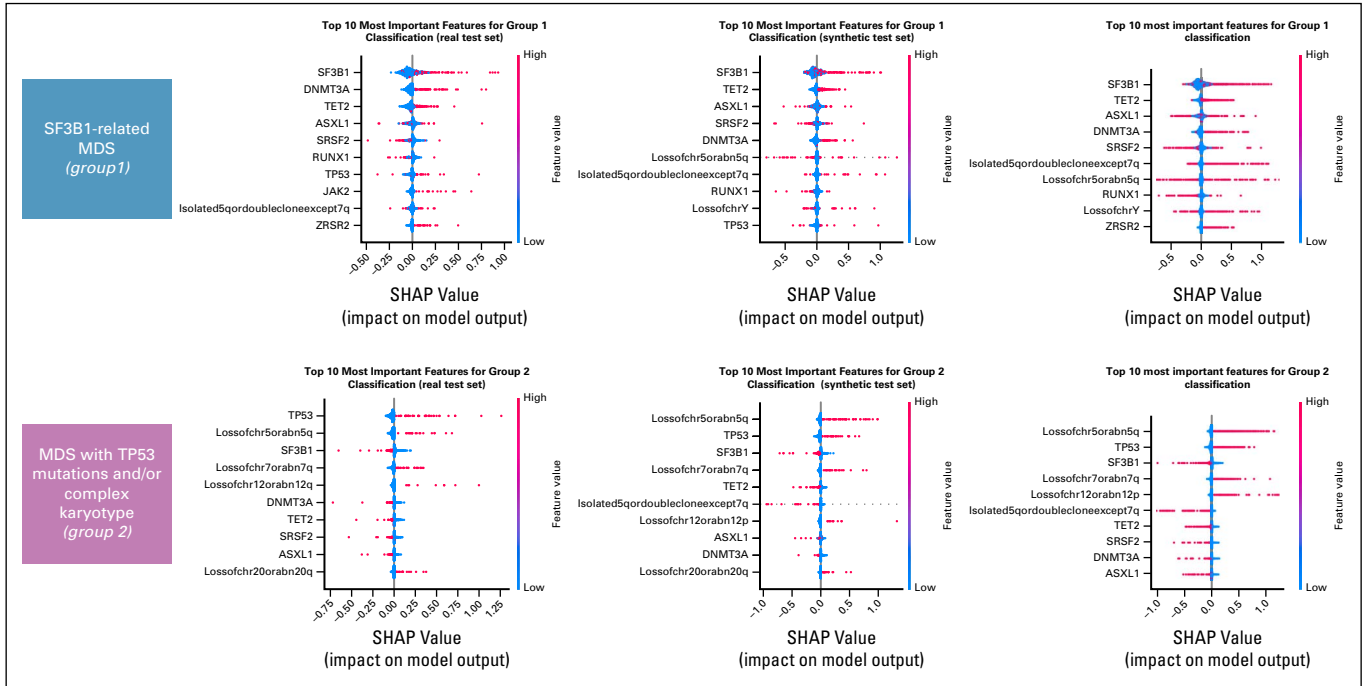 SF3B1-related
MDS
(group1)
Top 10 Most Important Features for Group 1
Classification (real test set)
SF3B1
DNMT3A
TET2
ASXL1
SRSF2
RUNX1
TP53
JAK2
Isolated5qordoublecloneexcept7q
ZRSR2
High
Feature value
Low
−0.50
−0.25
0.00
0.25
0.50
0.75
1.00
SHAP Value
(impact on model output)
Top 10 Most Important Features for Group 1
Classification (synthetic test set)
SF3B1
TET2
ASXL1
SRSF2
DNMT3A
Lossofchr5orabn5q
Isolated5qordoublecloneexcept7q
RUNX1
LossofchrY
TP53
High
Feature value
Low
−0.5
0.0
0.5
1.0
SHAP Value
(impact on model output)
Top 10 most important features for Group 1
classification
SF3B1
TET2
ASXL1
DNMT3A
SRSF2
Isolated5qordoublecloneexcept7q
Lossofchr5orabn5q
RUNX1
LossofchrY
ZRSR2
High
Feature value
Low
−0.5
0.0
0.5
1.0
SHAP Value
(impact on model output)
MDS with TP53
mutations and/or
complex
karyotype
(group 2)
Top 10 Most Important Features for Group 2
Classification (real test set)
TP53
Lossofchr5orabn5q
SF3B1
Lossofchr7orabn7q
Lossofchr12orabn12q
DNMT3A
TET2
SRSF2
ASXL1
Lossofchr20orabn20q
High
Feature value
Low
−0.75
−0.50
−0.25
0.00
0.25
0.50
0.75
1.00
1.25
SHAP Value
(impact on model output)
Top 10 Most Important Features for Group 2
Classification (synthetic test set)
Lossofchr5orabn5q
TP53
SF3B1
Lossofchr7orabn7q
TET2
Isolated5qordoublecloneexcept7q
Lossofchr12orabn12p
ASXL1
DNMT3A
Lossofchr20orabn20q
High
Feature value
Low
−1.0
−0.5
0.0
0.5
1.0
SHAP Value
(impact on model output)
Top 10 most important features for Group 2
classification
Lossofchr5orabn5q
TP53
SF3B1
Lossofchr7orabn7q
Lossofchr12orabn12p
Isolated5qordoublecloneexcept7q
TET2
SRSF2
DNMT3A
ASXL1
High
Feature value
Low
−1.0
−0.5
0.0
0.5
1.0
SHAP Value
(impact on model output)